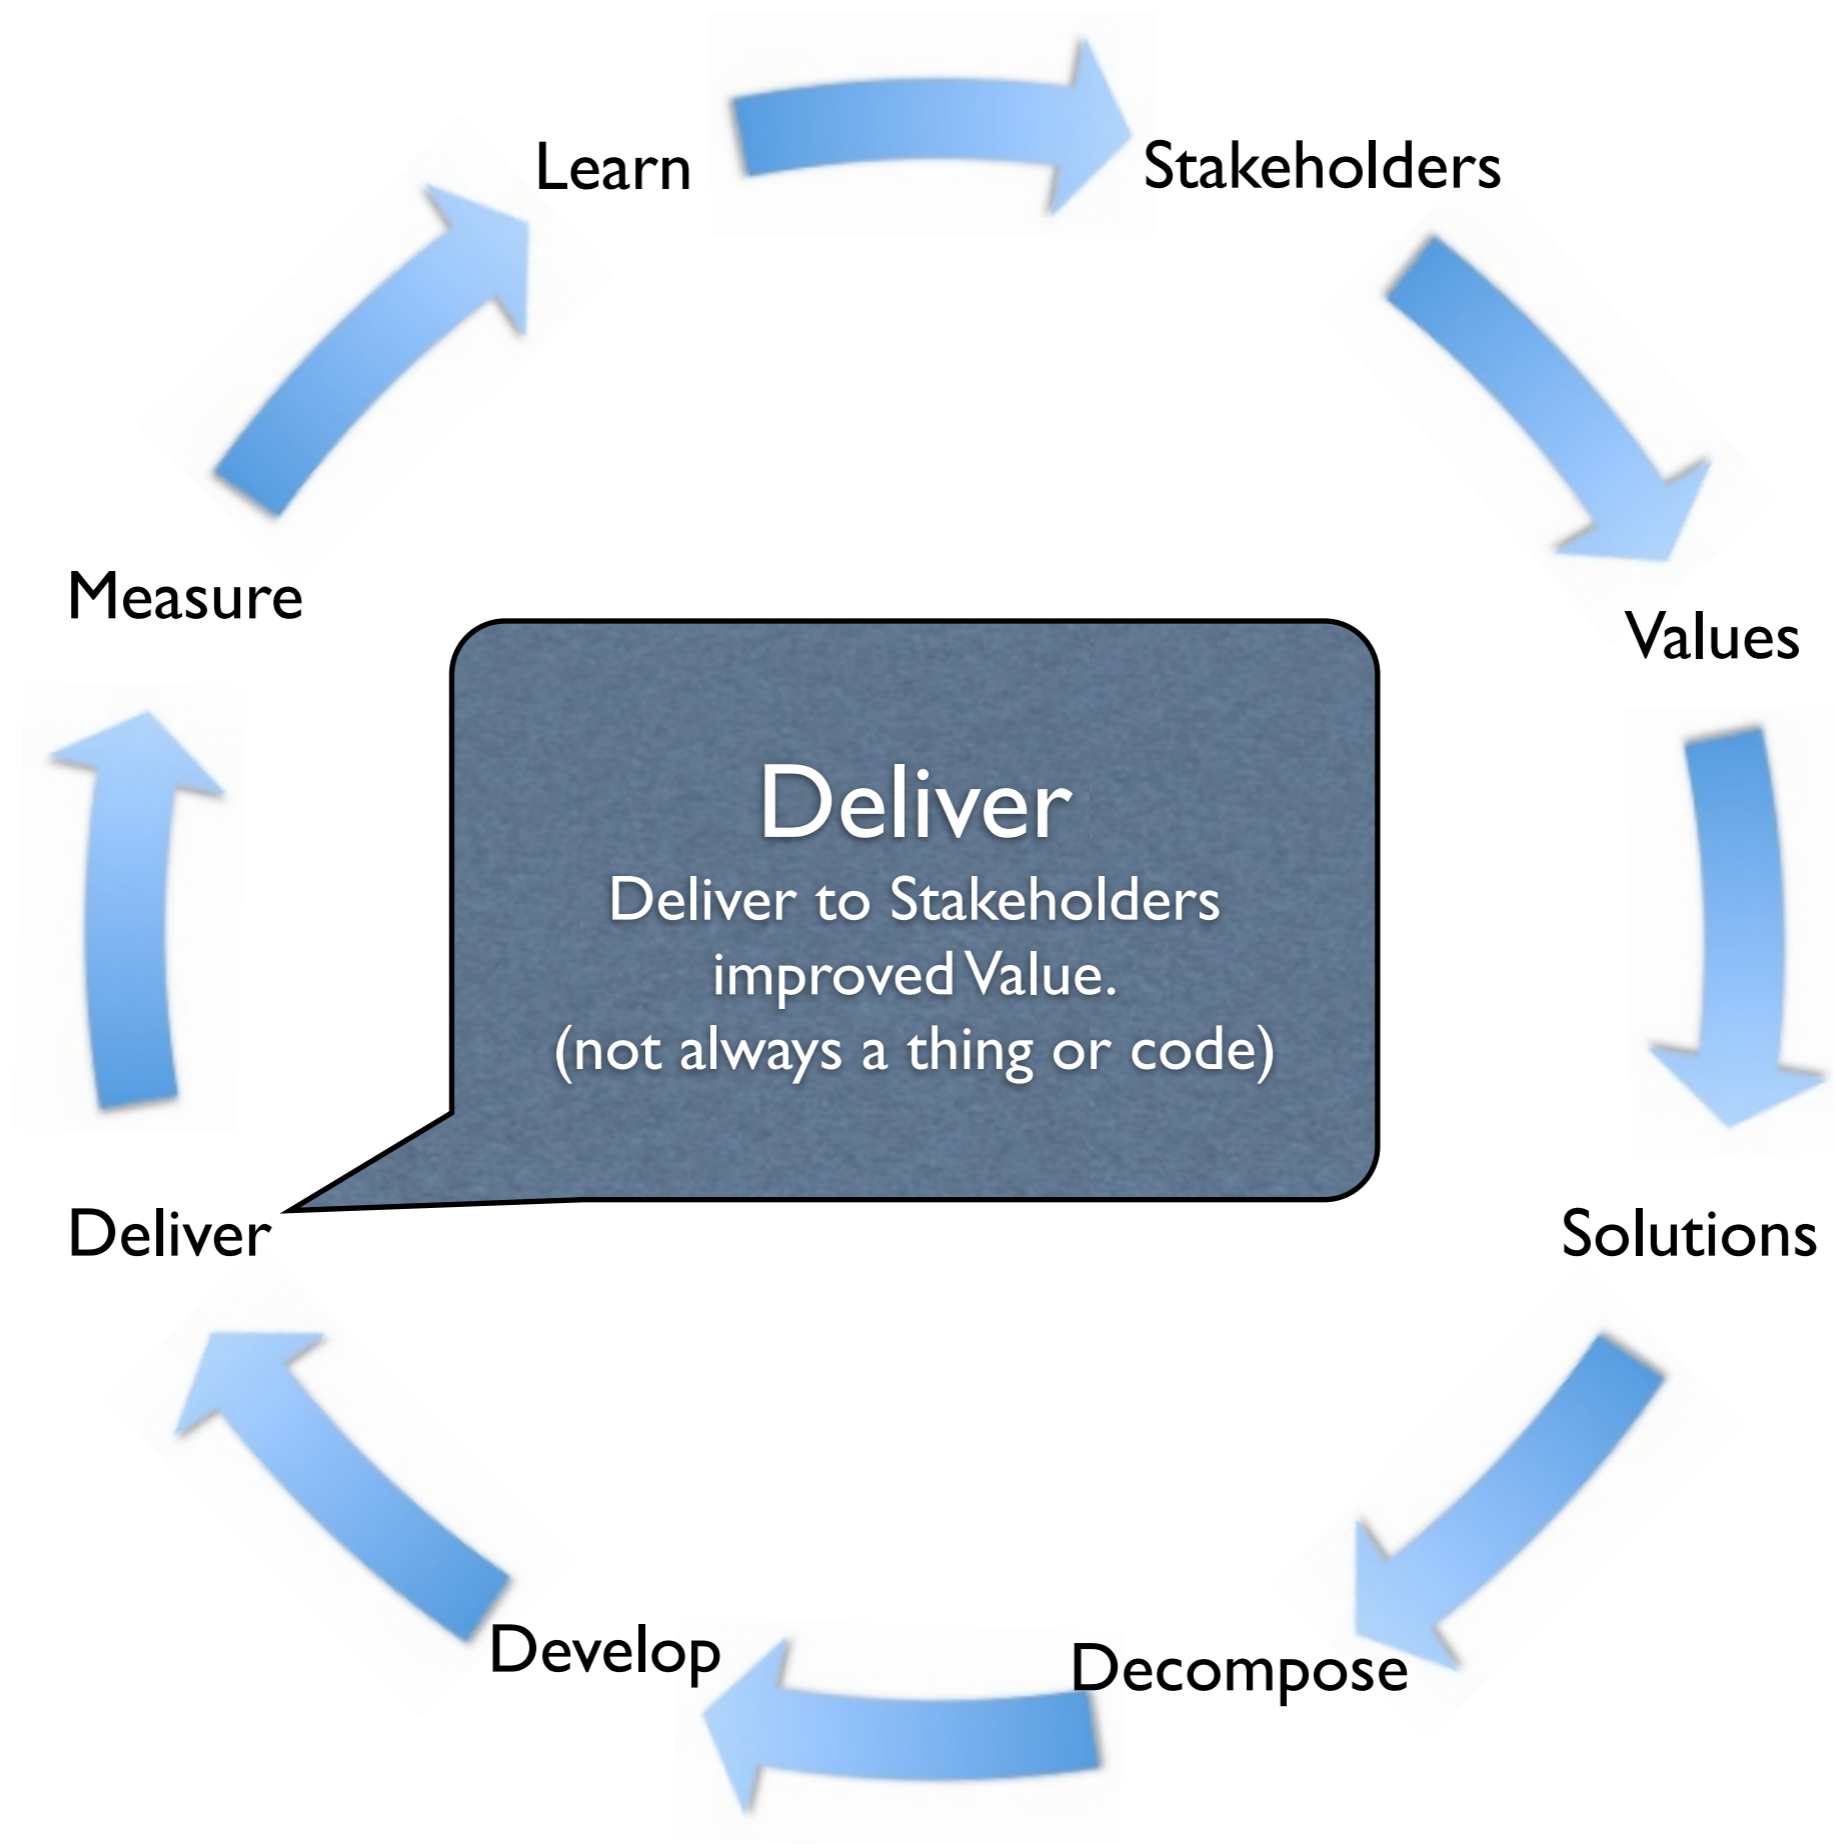 Learn
Stakeholders
Measure
Values
Deliver
Deliver to Stakeholders
improved Value.
(not always a thing or code)
Deliver
Solutions
Develop
Decompose